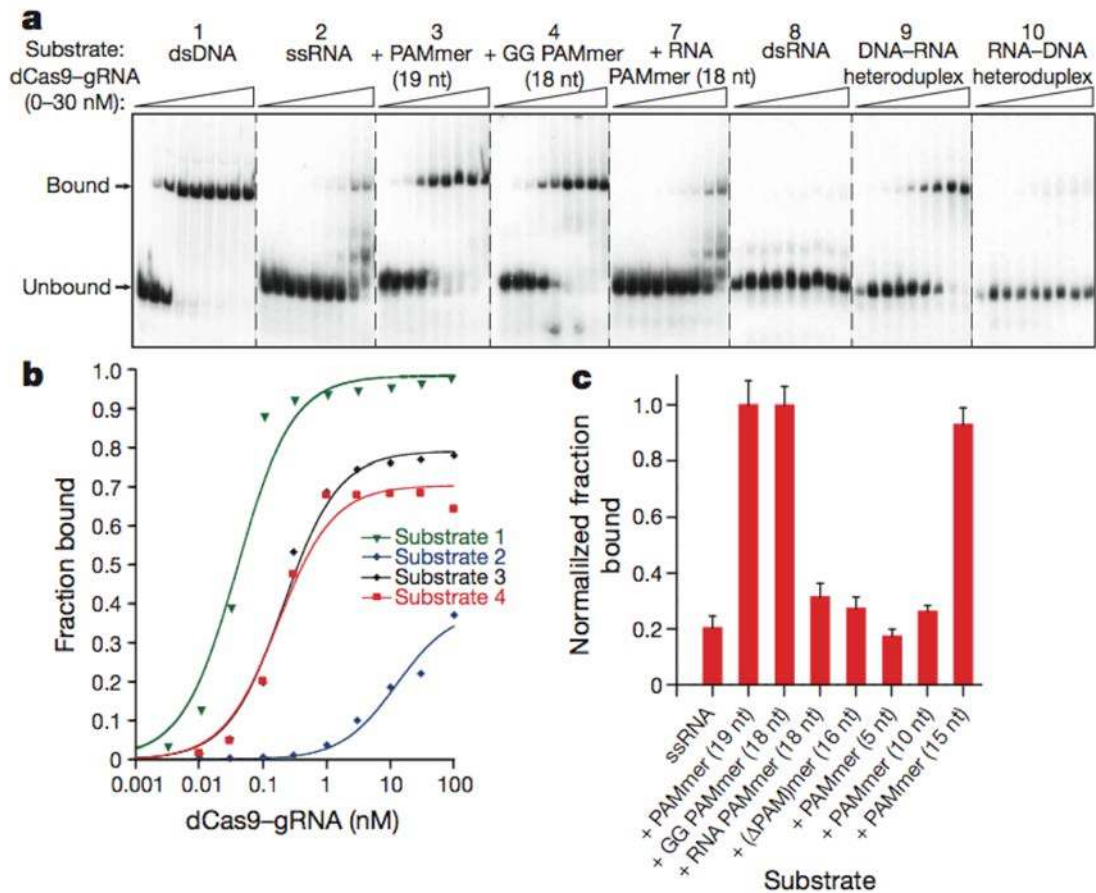 a
1 2 3 4 7 8 9 10
Substrate: dsDNA ssRNA + PAMmer + GG PAMmer + RNA dsRNA DNA–RNA RNA–DNA
dCas9–gRNA (19 nt) (18 nt) PAMmer (18 nt) heteroduplex heteroduplex
(0–30 nM):
Bound
Unbound
b
1.0
0.9
0.8
0.7
0.6
0.5
0.4
0.3
0.2
0.1
0
Fraction bound
Substrate 1
Substrate 2
Substrate 3
Substrate 4
0.001 0.01 0.1 1 10 100
dCas9–gRNA (nM)
c
Normalilzed fraction
bound
1.0
0.8
0.6
0.4
0.2
0
ssRNA
+ PAMmer (19 nt)
+ GG PAMmer (18 nt)
+ RNA PAMmer (18 nt)
+ (ΔPAM)mer (16 nt)
+ PAMmer (5 nt)
+ PAMmer (10 nt)
+ PAMmer (15 nt)
Substrate